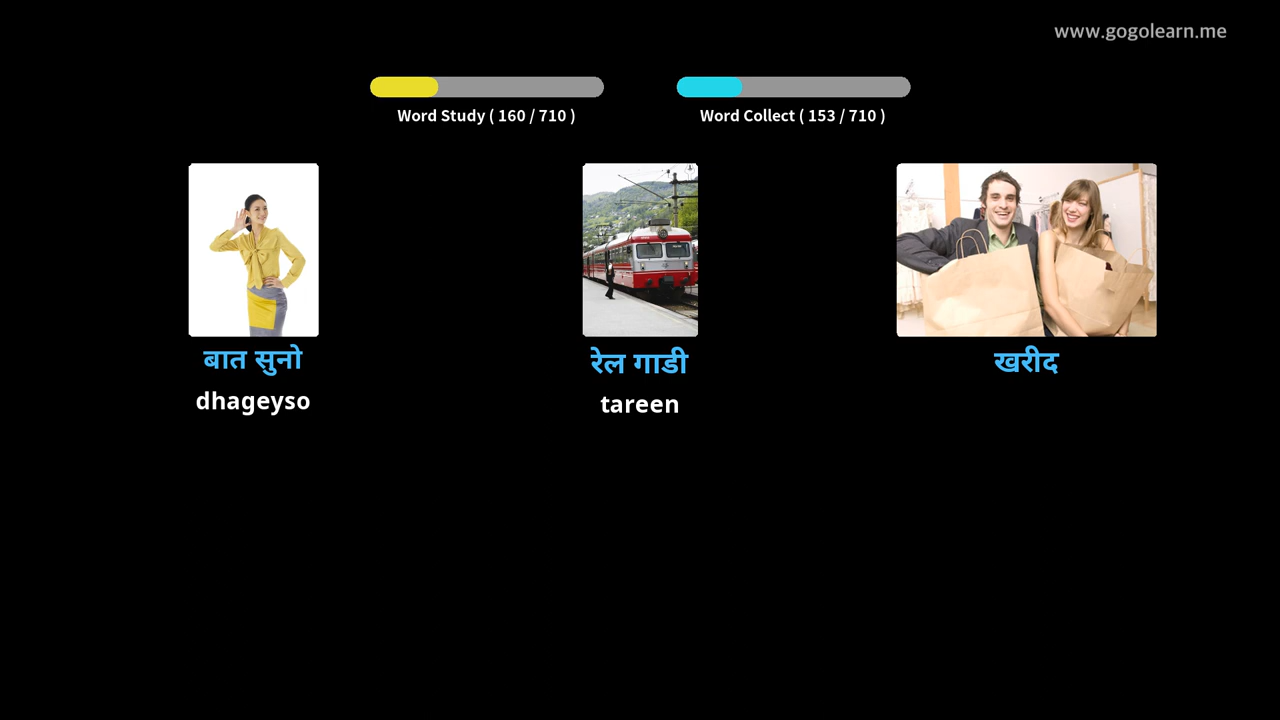 www.gogolearn.me
Word Study ( 160 / 710 )
Word Collect ( 153 / 710 )
बात सुनो
रेल गाडी
खरीद
dhageyso
tareen